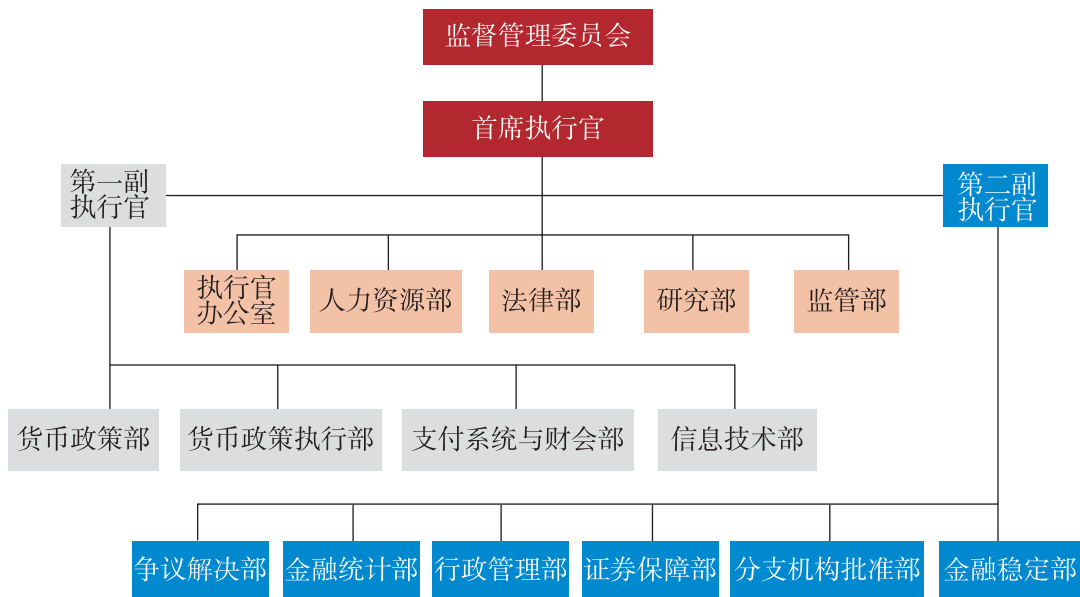 监督管理委员会
首席执行官
第一副
执行官
第二副
执行官
执行官
办公室
人力资源部
法律部
研究部
监管部
货币政策部
货币政策执行部
支付系统与财会部
信息技术部
争议解决部
金融统计部
行政管理部
证券保障部
分支机构批准部
金融稳定部